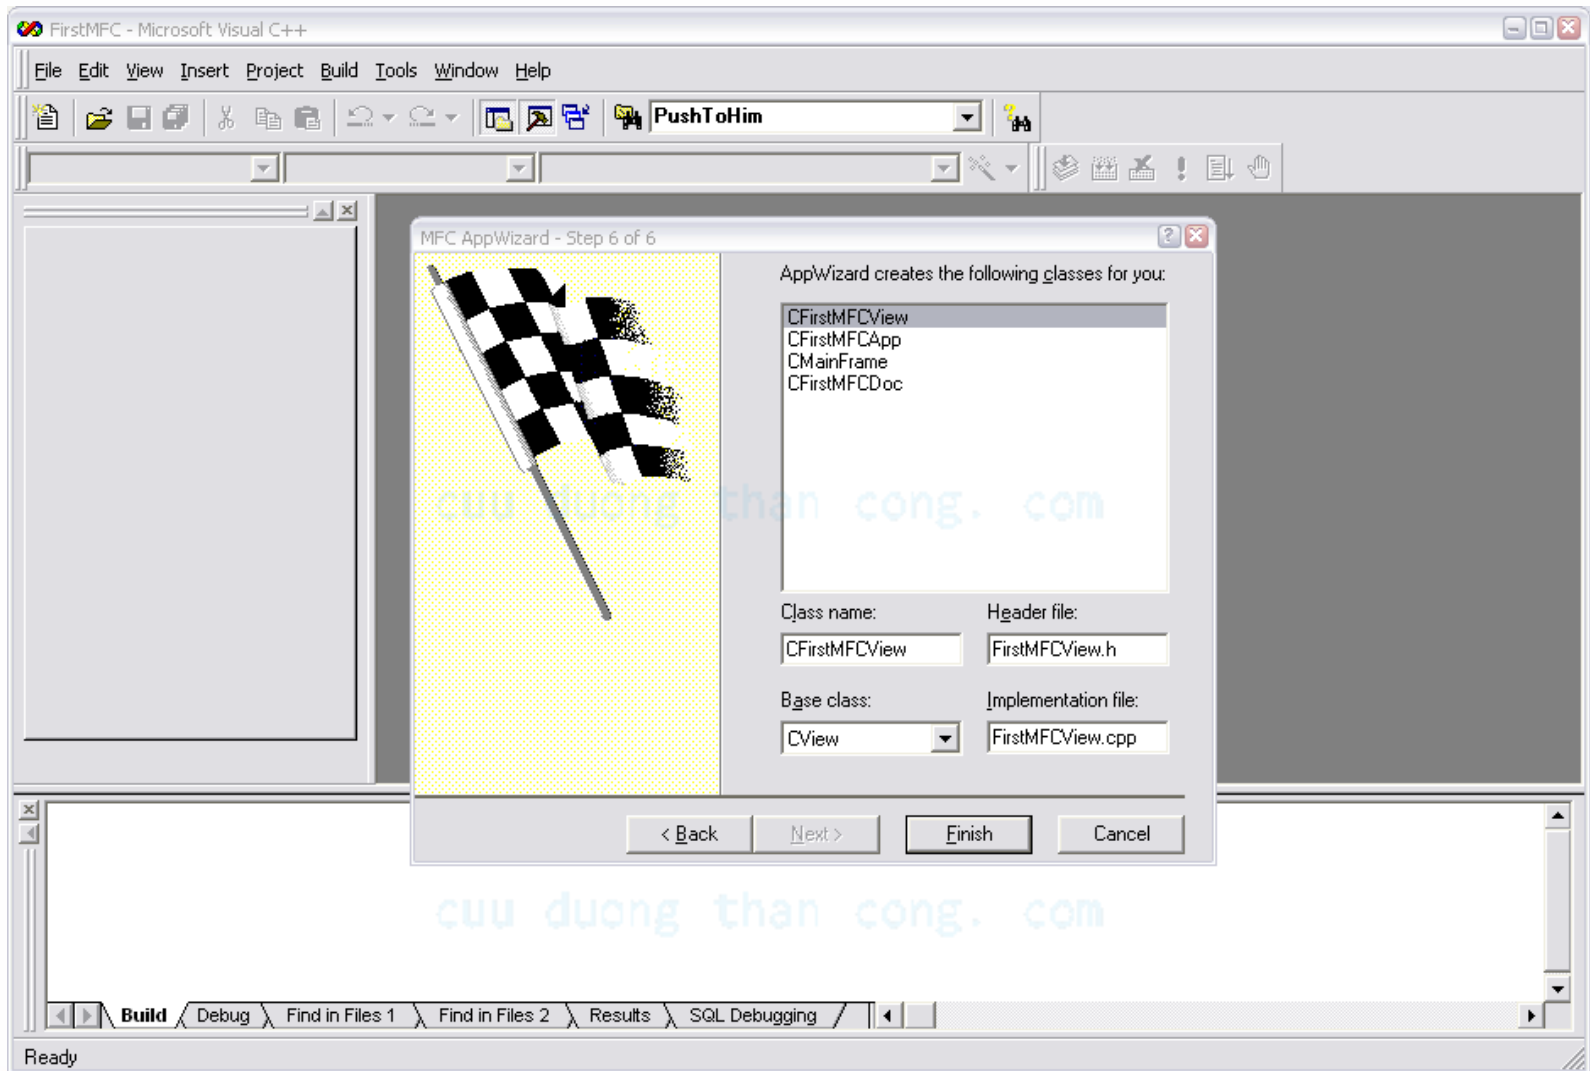 FirstMFC - Microsoft Visual C++
File Edit View Insert Project Build Tools Window Help
PushToHim
MFC AppWizard - Step 6 of 6
AppWizard creates the following classes for you:
CFirstMFCView
CFirstMFCApp
CMainFrame
CFirstMFCDoc
cuu duong than cong. com
Class name: Header file:
CFirstMFCView FirstMFCView.h
Base class: Implementation file:
CView FirstMFCView.cpp
< Back Next > Finish Cancel
cuu duong than cong. com
Build Debug Find in Files 1 Find in Files 2 Results SQL Debugging
Ready